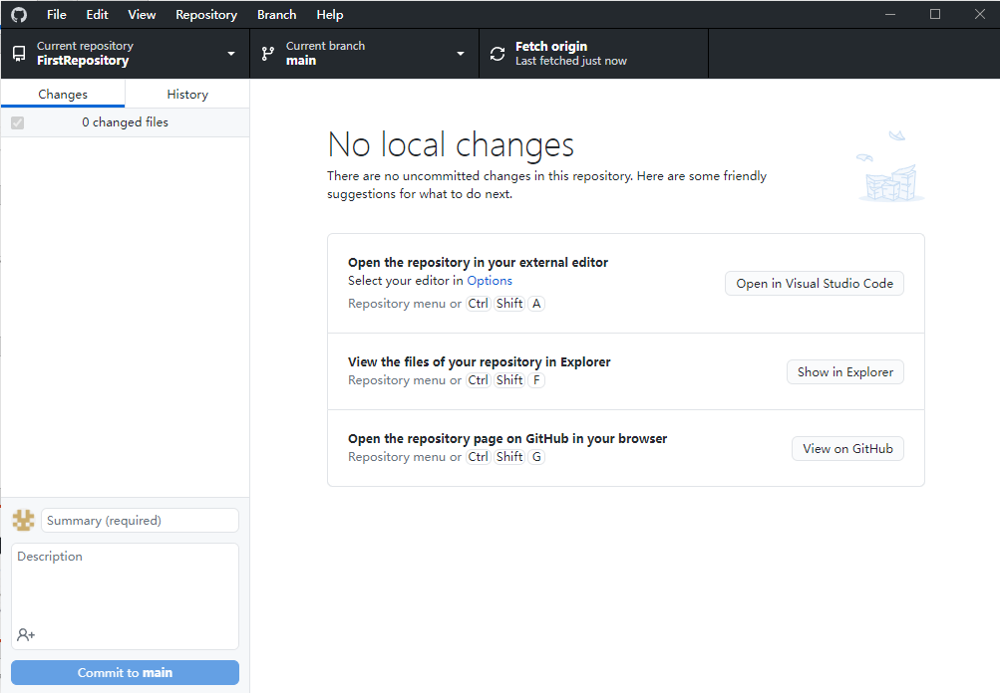 File Edit View Repository Branch Help
Current repository
FirstRepository
Current branch
main
Fetch origin
Last fetched just now
Changes
History
0 changed files
No local changes
There are no uncommitted changes in this repository. Here are some friendly
suggestions for what to do next.
Open the repository in your external editor
Select your editor in Options
Repository menu or Ctrl Shift A
Open in Visual Studio Code
View the files of your repository in Explorer
Repository menu or Ctrl Shift F
Show in Explorer
Open the repository page on GitHub in your browser
Repository menu or Ctrl Shift G
View on GitHub
Summary (required)
Description
Commit to main